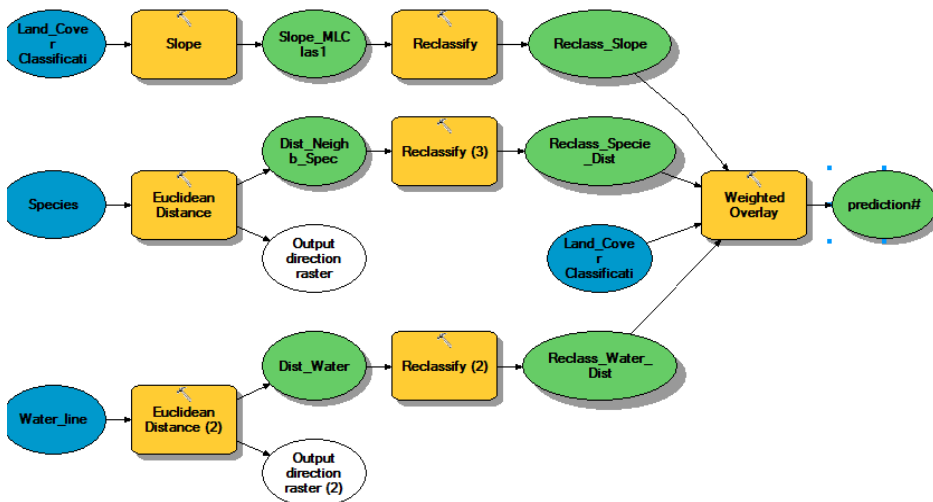 Land_Cove
r
Classificati
Slope
Slope_MLC
las1
Reclassify
Reclass_Slope
Species
Euclidean
Distance
Dist_Neigh
b_Spec
Reclassify (3)
Reclass_Specie
_Dist
Output
direction
raster
Land_Cove
r
Classificati
Weighted
Overlay
prediction#
Water_line
Euclidean
Distance (2)
Dist_Water
Reclassify (2)
Reclass_Water_
Dist
Output
direction
raster (2)